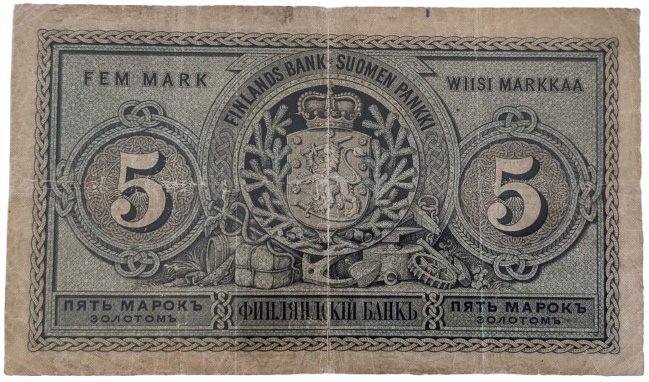 FEM MARK
FINLANDS BANK · SUOMEN PANKKI
WIISI MARKKAA
5
5
ПЯТЬ МАРОКЪ
ЗОЛОТОМЪ
ФИНЛЯНДСКІЙ БАНКЪ
ПЯТЬ МАРОКЪ
ЗОЛОТОМЪ